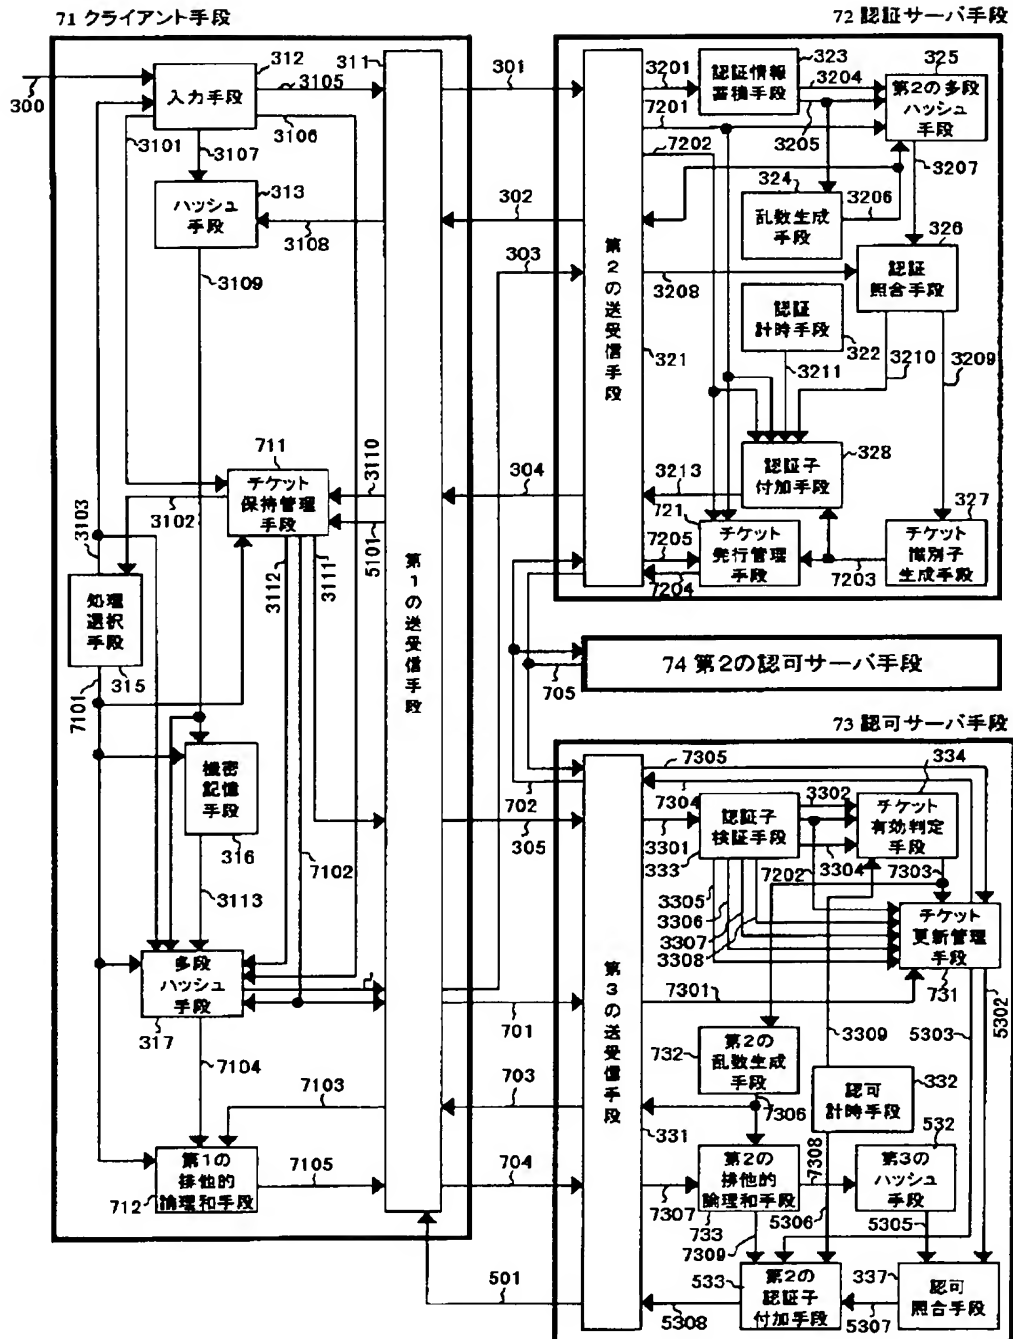 71 クライアント手段
300
312
入力手段
3105
3106
3101
3107
313
ハッシュ
手段
3108
3109
711
チケット
保持管理
手段
3110
5101
3102
3103
3112
3111
処理
選択
手段
315
7101
機密
記憶
手段
316
7102
3113
多段
ハッシュ
手段
317
7104
7103
第1の
排他的
論理和手段
712
7105
311
第1の送受信手段
301
302
303
304
305
701
702
703
704
705
501
72 認証サーバ手段
第2の送受信手段
321
3201
7201
7202
323
認証情報
蓄積手段
3204
3205
325
第2の多段
ハッシュ
手段
3207
324
乱数生成
手段
3206
326
認証
照合手段
3208
認証
計時手段
322
3211
3210
3209
認証子
付加手段
328
3213
721
チケット
発行管理
手段
7205
7204
7203
327
チケット
識別子
生成手段
74 第2の認可サーバ手段
73 認可サーバ手段
第3の送受信手段
331
7305
7304
3302
334
チケット
有効判定
手段
認証子
検証手段
3301
333
3304
7202
7303
3305
3306
3307
3308
チケット
更新管理
手段
731
7301
5302
5303
3309
732
第2の
乱数生成
手段
7306
認可
計時手段
332
532
第3の
ハッシュ
手段
第2の
排他的
論理和手段
733
7307
7308
5306
5305
7309
533
第2の
認証子
付加手段
5308
5307
337
認可
照合手段